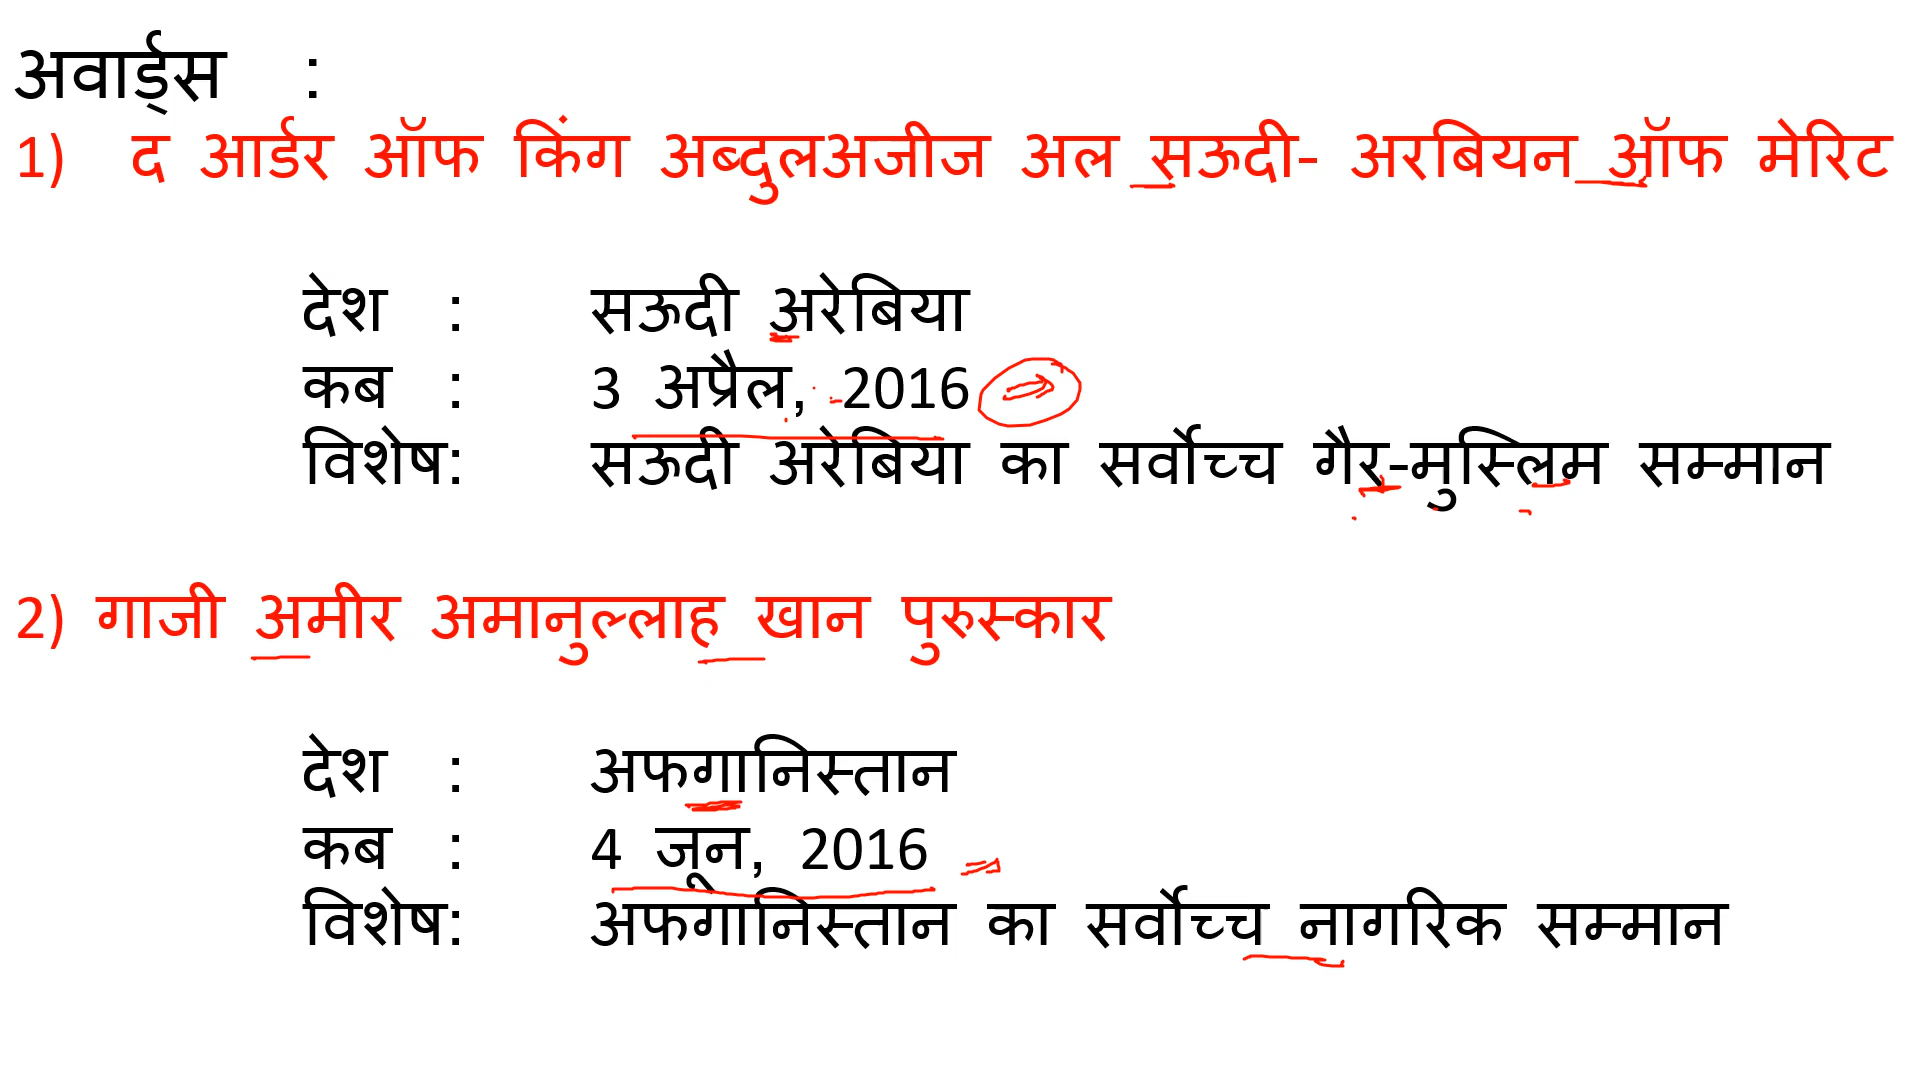 अवार्ड्स :
1) द आर्डर ऑफ किंग अब्दुलअजीज अल सऊदी- अरबियन ऑफ मेरिट
देश : सऊदी अरेबिया
कब : 3 अप्रैल, 2016
विशेष: सऊदी अरेबिया का सर्वोच्च गैर-मुस्लिम सम्मान
2) गाजी अमीर अमानुल्लाह खान पुरुस्कार
देश : अफगानिस्तान
कब : 4 जून, 2016
विशेष: अफगानिस्तान का सर्वोच्च नागरिक सम्मान